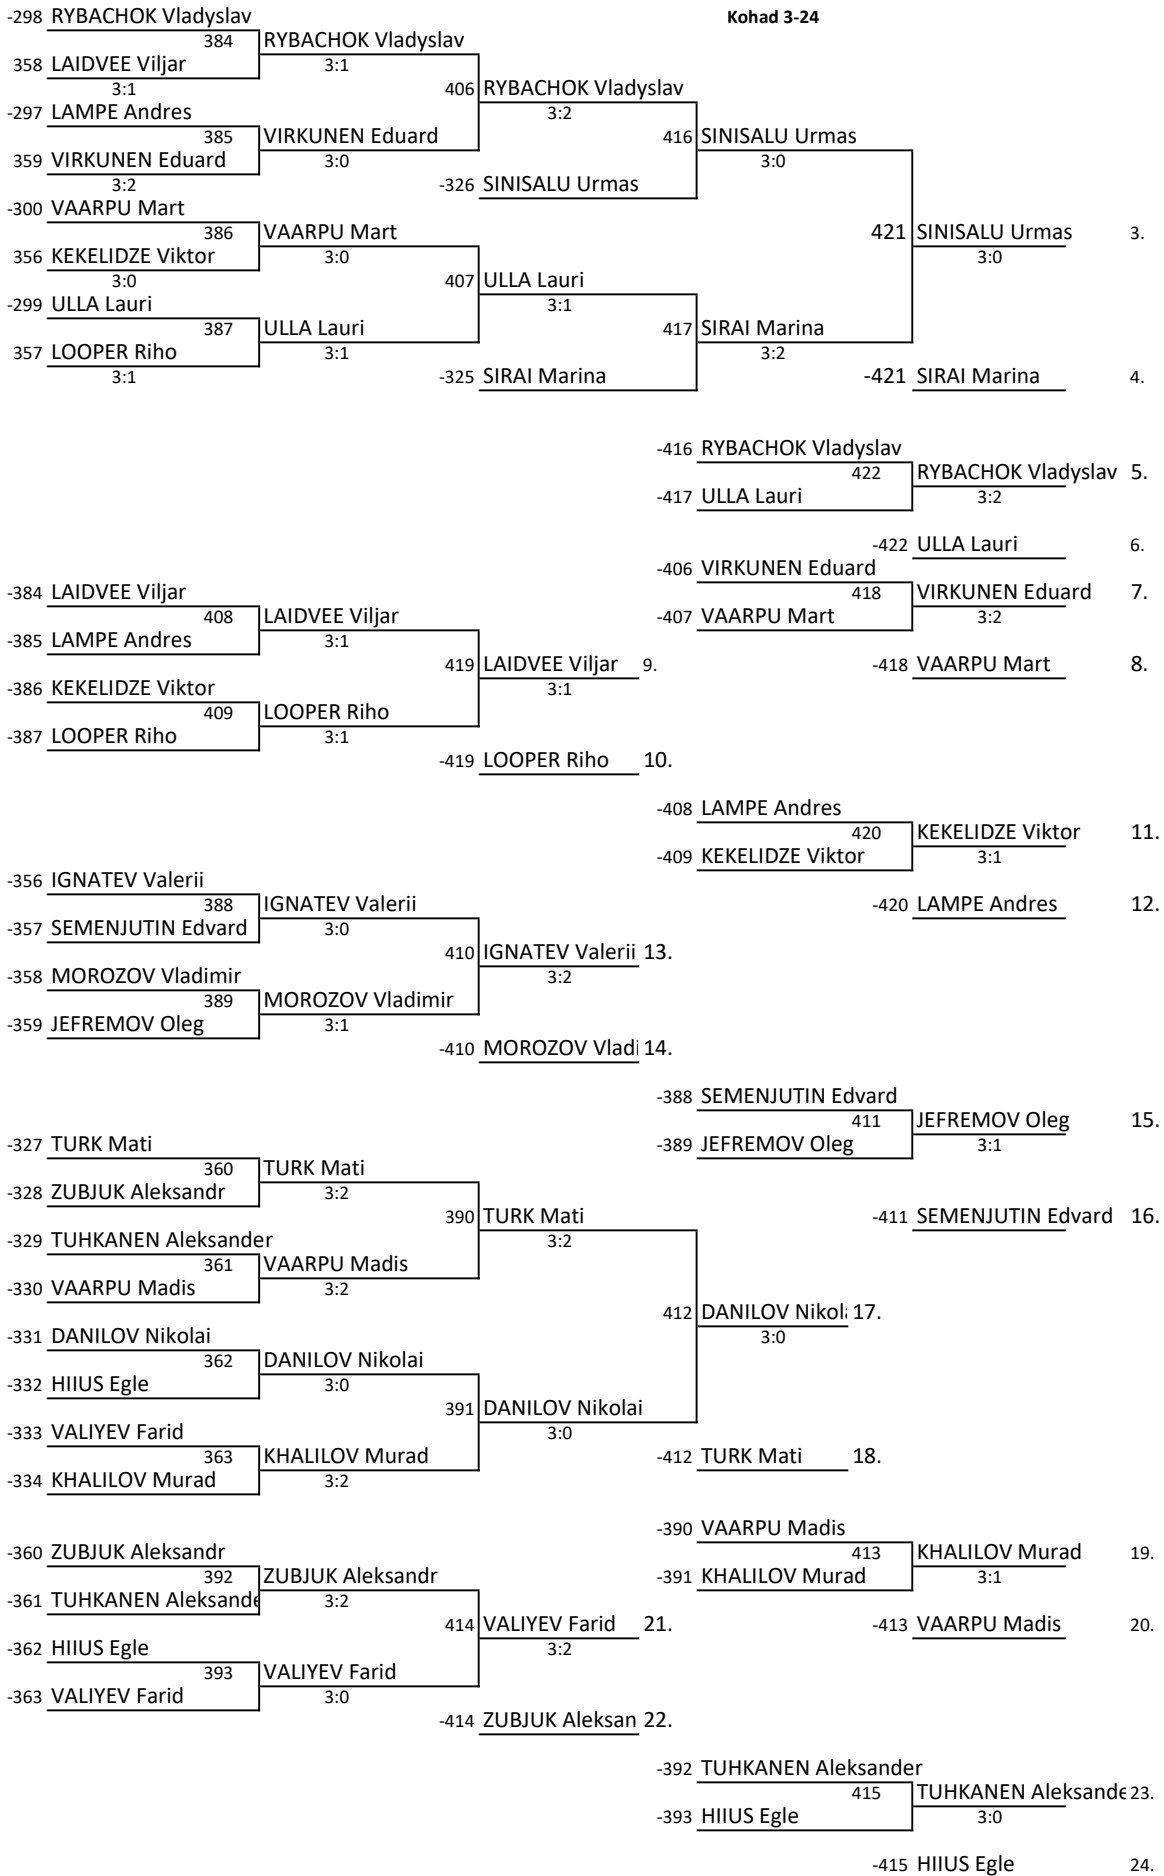 -298 RYBACHOK Vladyslav
Kohad 3-24
384 RYBACHOK Vladyslav
358 LAIDVEE Viljar 3:1
3:1 406 RYBACHOK Vladyslav
-297 LAMPE Andres 3:2
385 VIRKUNEN Eduard 416 SINISALU Urmas
359 VIRKUNEN Eduard 3:0 3:0
3:2 -326 SINISALU Urmas
-300 VAARPU Mart
386 VAARPU Mart 421 SINISALU Urmas 3.
356 KEKELIDZE Viktor 3:0 3:0
3:0 407 ULLA Lauri
-299 ULLA Lauri 3:1
387 ULLA Lauri 417 SIRAI Marina
357 LOOPER Riho 3:1 3:2
3:1 -325 SIRAI Marina -421 SIRAI Marina 4.
-416 RYBACHOK Vladyslav
422 RYBACHOK Vladyslav 5.
-417 ULLA Lauri 3:2
-422 ULLA Lauri 6.
-406 VIRKUNEN Eduard
-384 LAIDVEE Viljar 418 VIRKUNEN Eduard 7.
408 LAIDVEE Viljar -407 VAARPU Mart 3:2
-385 LAMPE Andres 3:1
419 LAIDVEE Viljar 9. -418 VAARPU Mart 8.
-386 KEKELIDZE Viktor 3:1
409 LOOPER Riho
-387 LOOPER Riho 3:1
-419 LOOPER Riho 10.
-408 LAMPE Andres
420 KEKELIDZE Viktor 11.
-409 KEKELIDZE Viktor 3:1
-356 IGNATEV Valerii
388 IGNATEV Valerii -420 LAMPE Andres 12.
-357 SEMENJUTIN Edvard 3:0
410 IGNATEV Valerii 13.
-358 MOROZOV Vladimir 3:2
389 MOROZOV Vladimir
-359 JEFREMOV Oleg 3:1
-410 MOROZOV Vladi 14.
-388 SEMENJUTIN Edvard
411 JEFREMOV Oleg 15.
-327 TURK Mati -389 JEFREMOV Oleg 3:1
360 TURK Mati
-328 ZUBJUK Aleksandr 3:2
390 TURK Mati -411 SEMENJUTIN Edvard 16.
-329 TUHKANEN Aleksander 3:2
361 VAARPU Madis
-330 VAARPU Madis 3:2
412 DANILOV Nikol 17.
-331 DANILOV Nikolai 3:0
362 DANILOV Nikolai
-332 HIIUS Egle 3:0
391 DANILOV Nikolai
-333 VALIYEV Farid 3:0
363 KHALILOV Murad -412 TURK Mati 18.
-334 KHALILOV Murad 3:2
-390 VAARPU Madis
-360 ZUBJUK Aleksandr 413 KHALILOV Murad 19.
392 ZUBJUK Aleksandr -391 KHALILOV Murad 3:1
-361 TUHKANEN Aleksande 3:2
414 VALIYEV Farid 21. -413 VAARPU Madis 20.
-362 HIIUS Egle 3:2
393 VALIYEV Farid
-363 VALIYEV Farid 3:0
-414 ZUBJUK Aleksan 22.
-392 TUHKANEN Aleksander
415 TUHKANEN Aleksande 23.
-393 HIIUS Egle 3:0
-415 HIIUS Egle 24.